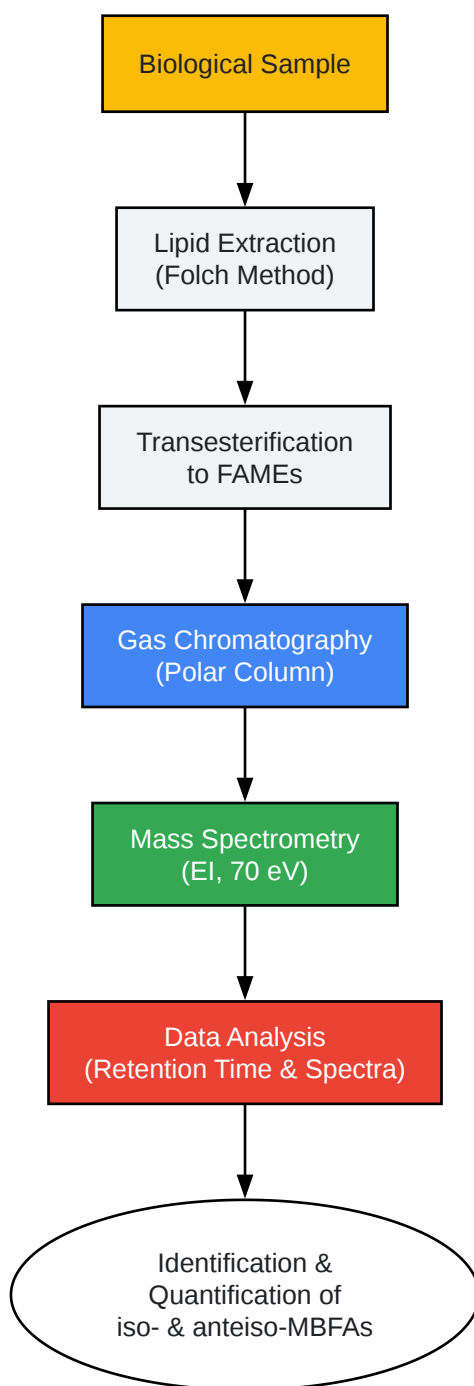 Biological Sample
Lipid Extraction
(Folch Method)
Transesterification
to FAMEs
Gas Chromatography
(Polar Column)
Mass Spectrometry
(EI, 70 eV)
Data Analysis
(Retention Time & Spectra)
Identification &
Quantification of
iso- & anteiso-MBFAs